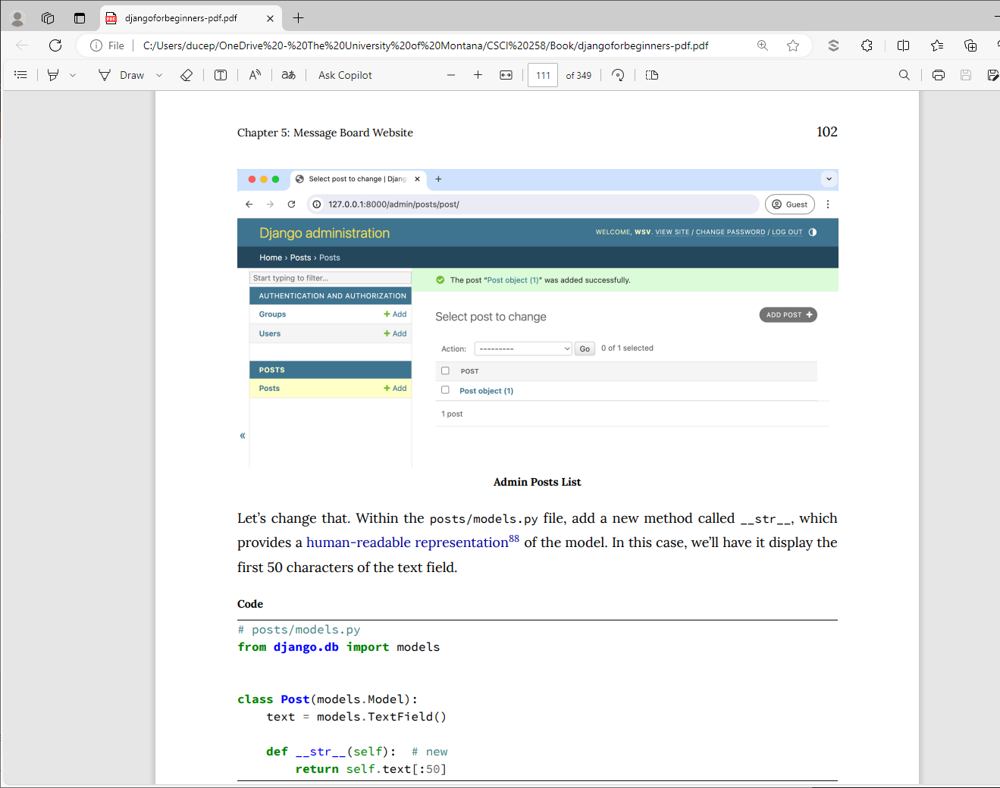 djangoforbeginners-pdf.pdf
File
C:/Users/ducep/OneDrive%20-%20The%20University%20of%20Montana/CSCI%20258/Book/djangoforbeginners-pdf.pdf
Draw
Ask Copilot
111 of 349
Chapter 5: Message Board Website 102
Select post to change | Djang
127.0.0.1:8000/admin/posts/post/
Guest
Django administration
WELCOME, WSV. VIEW SITE / CHANGE PASSWORD / LOG OUT
Home › Posts › Posts
Start typing to filter...
AUTHENTICATION AND AUTHORIZATION
Groups + Add
Users + Add
POSTS
Posts + Add
«
The post “Post object (1)” was added successfully.
Select post to change
ADD POST +
Action: --------- Go 0 of 1 selected
POST
Post object (1)
1 post
Admin Posts List
Let’s change that. Within the posts/models.py file, add a new method called __str__, which
provides a human-readable representation88 of the model. In this case, we’ll have it display the
first 50 characters of the text field.
Code
# posts/models.py
from django.db import models
class Post(models.Model):
    text = models.TextField()
    def __str__(self):  # new
        return self.text[:50]